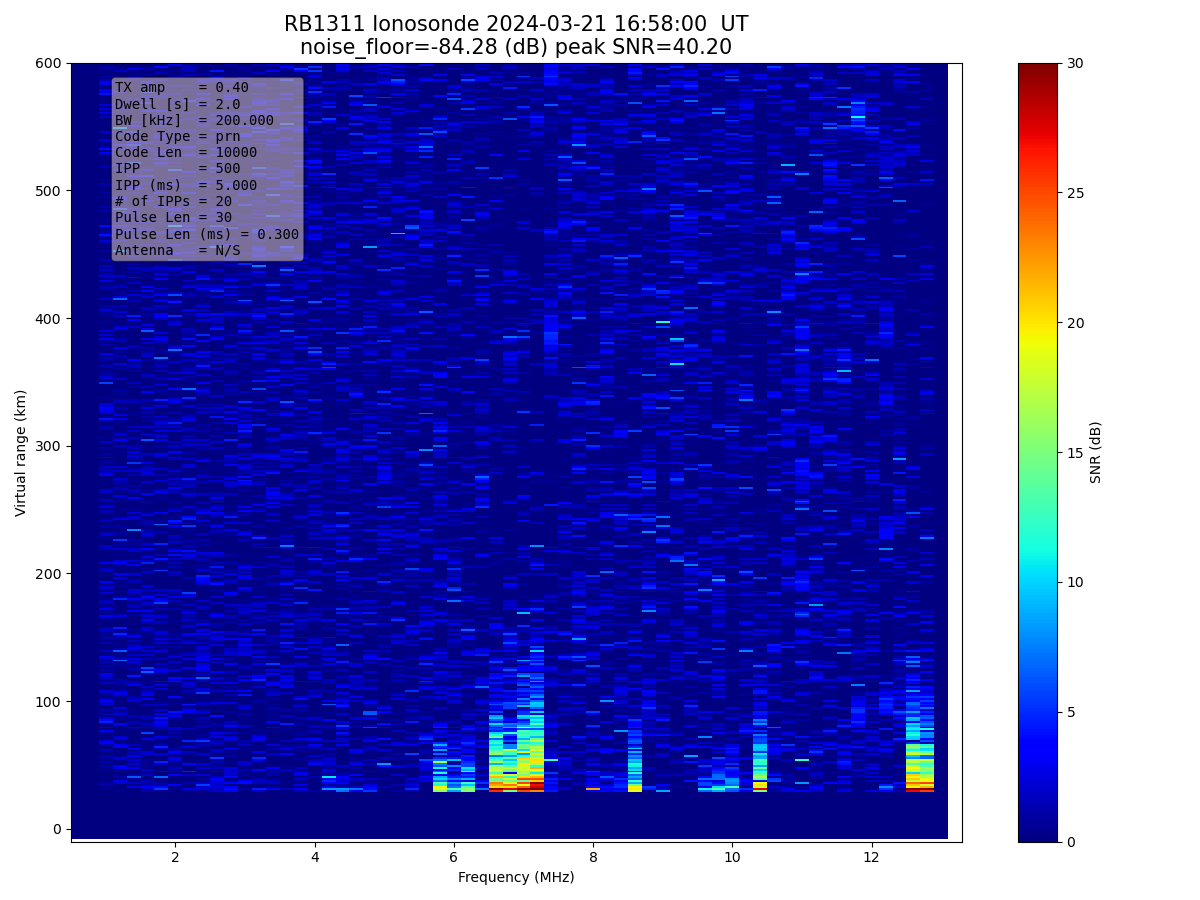 RB1311 Ionosonde 2024-03-21 16:58:00 UT
noise_floor=-84.28 (dB) peak SNR=40.20
TX amp = 0.40
Dwell [s] = 2.0
BW [kHz] = 200.000
Code Type = prn
Code Len = 10000
IPP = 500
IPP (ms) = 5.000
# of IPPs = 20
Pulse Len = 30
Pulse Len (ms) = 0.300
Antenna = N/S
600
500
400
300
200
100
0
Virtual range (km)
2 4 6 8 10 12
Frequency (MHz)
30
25
20
15
10
5
0
SNR (dB)